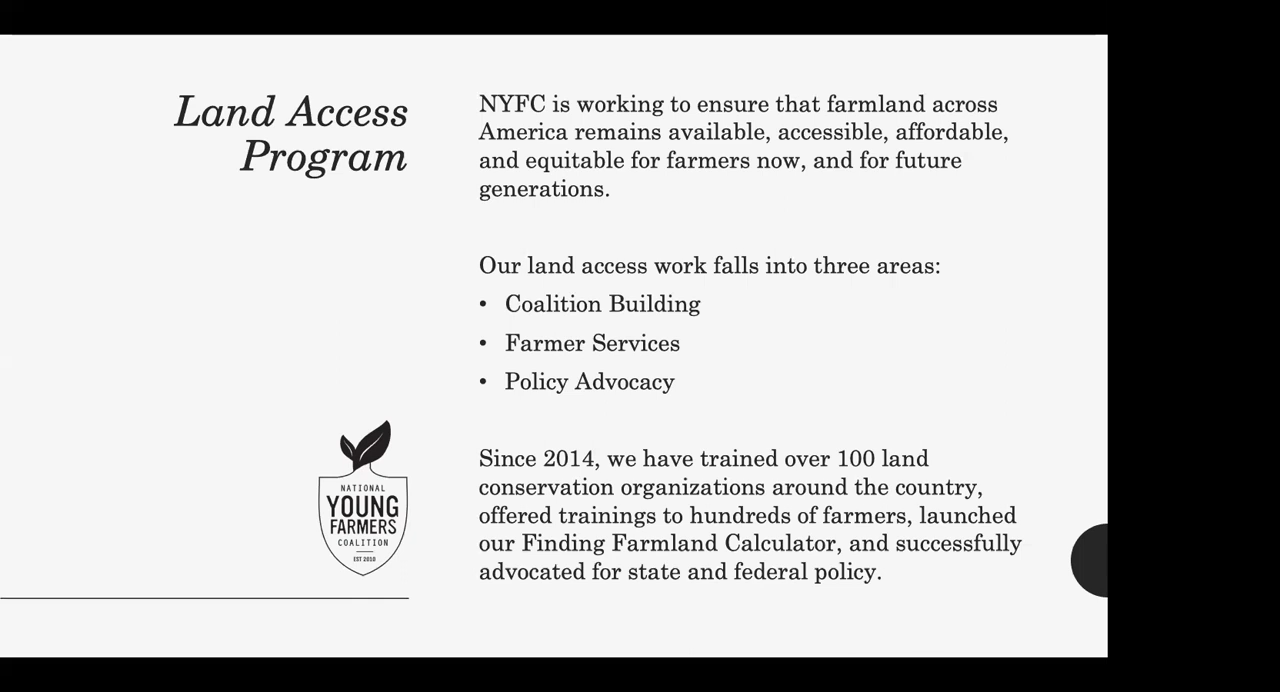 Land Access
Program
NYFC is working to ensure that farmland across
America remains available, accessible, affordable,
and equitable for farmers now, and for future
generations.
Our land access work falls into three areas:
• Coalition Building
• Farmer Services
• Policy Advocacy
Since 2014, we have trained over 100 land
conservation organizations around the country,
offered trainings to hundreds of farmers, launched
our Finding Farmland Calculator, and successfully
advocated for state and federal policy.
NATIONAL
YOUNG
FARMERS
COALITION
EST 2010